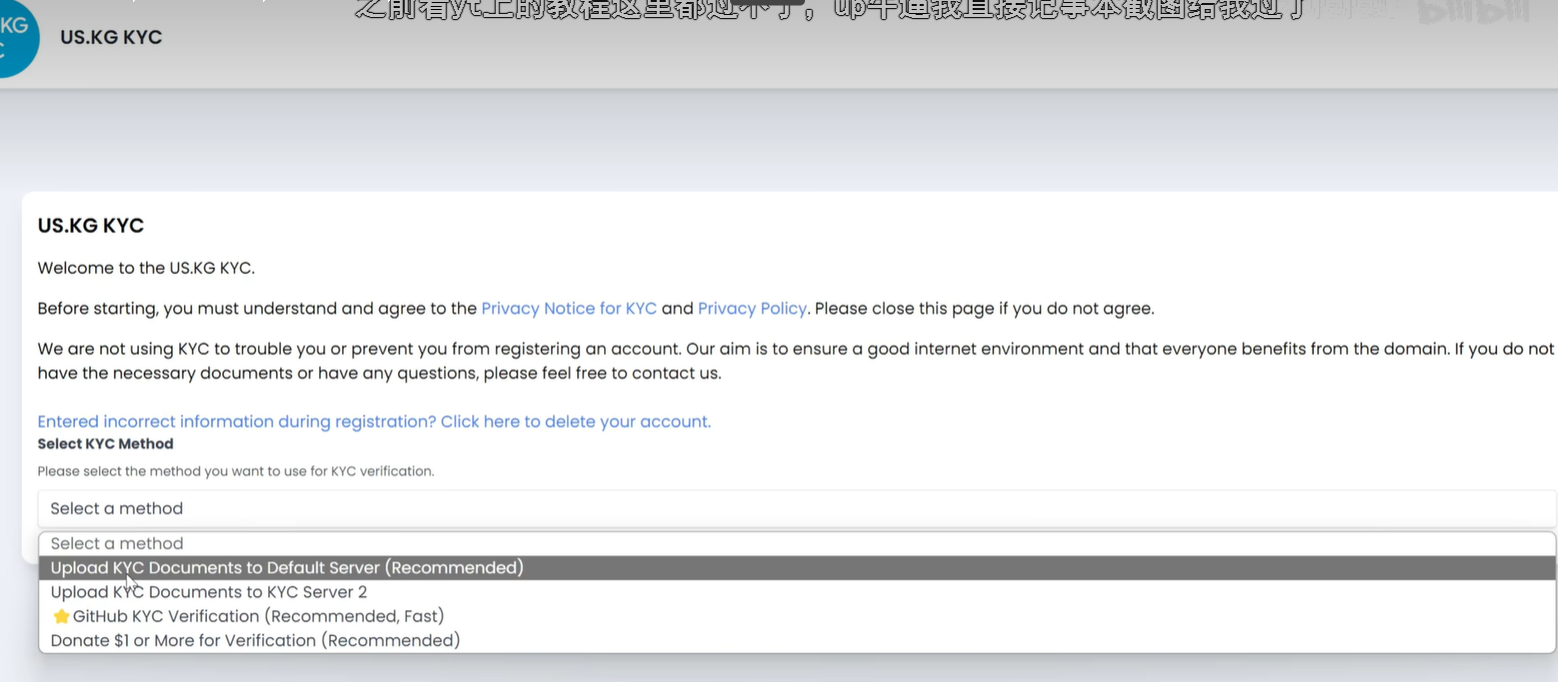 之前看yt上的教程这里都过不了，up牛逼我直接记事本截图给我过了
bilibili
KG
C
US.KG KYC
US.KG KYC
Welcome to the US.KG KYC.
Before starting, you must understand and agree to the Privacy Notice for KYC and Privacy Policy. Please close this page if you do not agree.
We are not using KYC to trouble you or prevent you from registering an account. Our aim is to ensure a good internet environment and that everyone benefits from the domain. If you do not
have the necessary documents or have any questions, please feel free to contact us.
Entered incorrect information during registration? Click here to delete your account.
Select KYC Method
Please select the method you want to use for KYC verification.
Select a method
Select a method
Upload KYC Documents to Default Server (Recommended)
Upload KYC Documents to KYC Server 2
⭐GitHub KYC Verification (Recommended, Fast)
Donate $1 or More for Verification (Recommended)